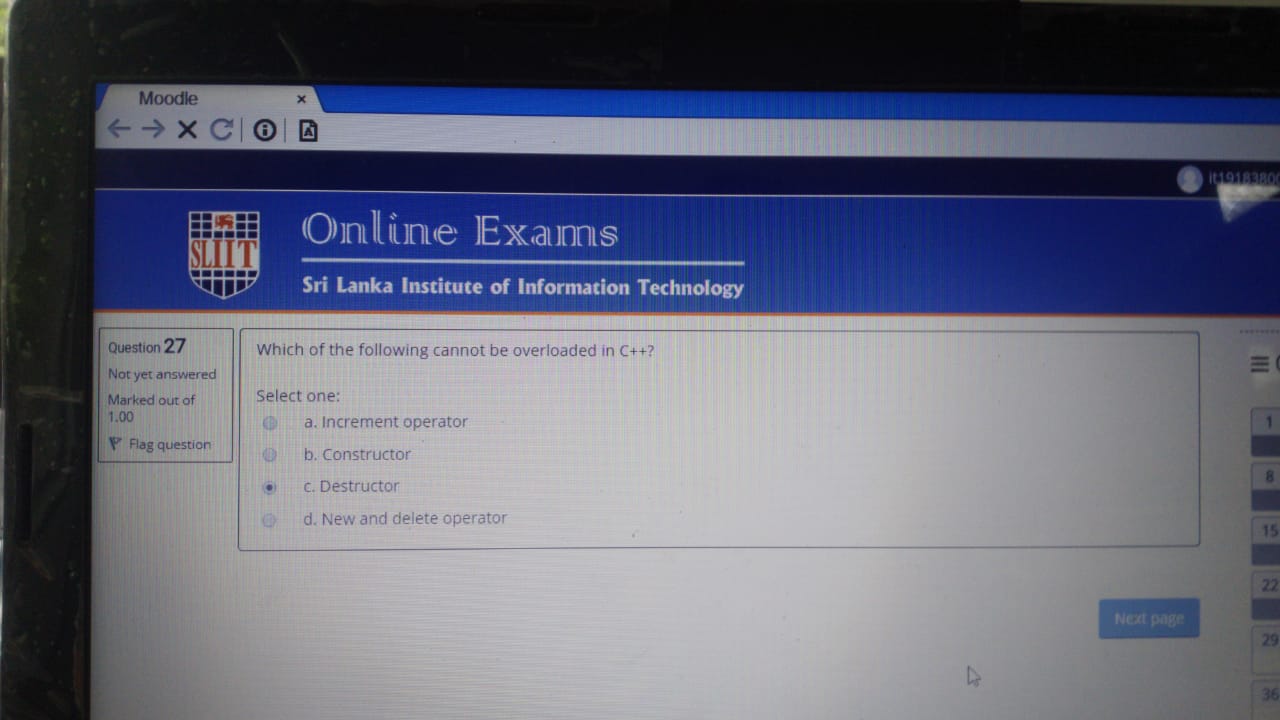 Moodle ×
it19183800
SLIIT
Online Exams
Sri Lanka Institute of Information Technology
Question 27
Not yet answered
Marked out of
1.00
Flag question
Which of the following cannot be overloaded in C++?
Select one:
a. Increment operator
b. Constructor
c. Destructor
d. New and delete operator
Next page
1
8
15
22
29
36